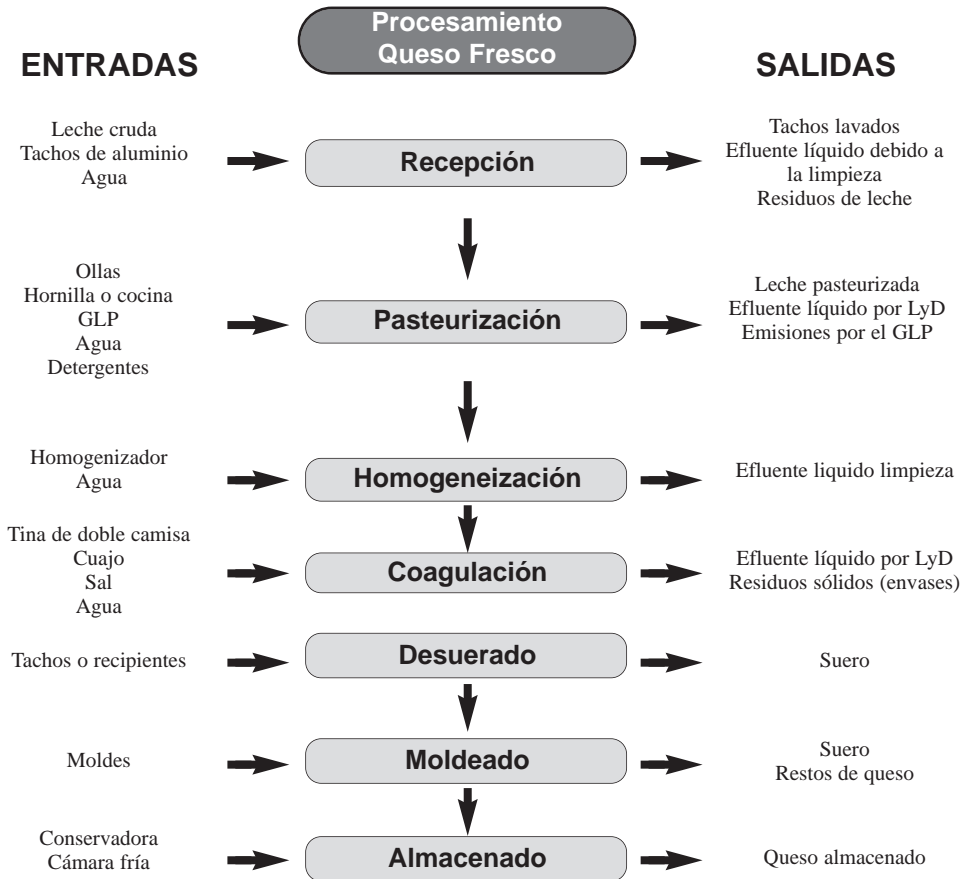 Procesamiento
Queso Fresco
ENTRADAS
SALIDAS
Leche cruda
Tachos de aluminio
Agua
Recepción
Tachos lavados
Efluente líquido debido a
la limpieza
Residuos de leche
Ollas
Hornilla o cocina
GLP
Agua
Detergentes
Pasteurización
Leche pasteurizada
Efluente líquido por LyD
Emisiones por el GLP
Homogenizador
Agua
Homogeneización
Efluente liquido limpieza
Tina de doble camisa
Cuajo
Sal
Agua
Coagulación
Efluente líquido por LyD
Residuos sólidos (envases)
Tachos o recipientes
Desuerado
Suero
Moldes
Moldeado
Suero
Restos de queso
Conservadora
Cámara fría
Almacenado
Queso almacenado